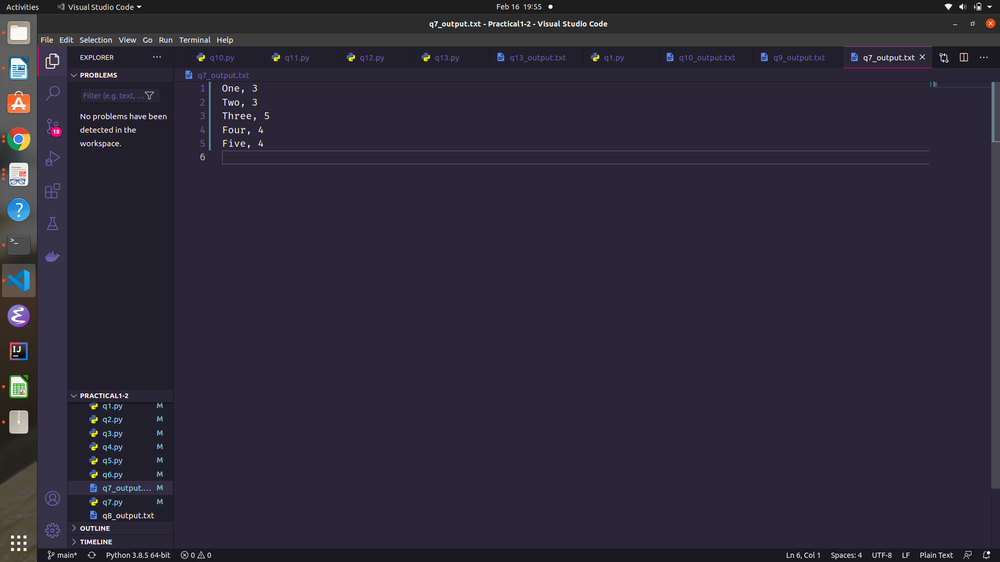 Activities
Visual Studio Code
Feb 16 19:55
q7_output.txt - Practical1-2 - Visual Studio Code
File Edit Selection View Go Run Terminal Help
EXPLORER
q10.py
q11.py
q12.py
q13.py
q13_output.txt
q1.py
q10_output.txt
q9_output.txt
q7_output.txt
PROBLEMS
Filter (e.g. text, ...
No problems have been
detected in the
workspace.
18
q7_output.txt
1 One, 3
2 Two, 3
3 Three, 5
4 Four, 4
5 Five, 4
6
PRACTICAL1-2
q1.py M
q2.py M
q3.py M
q4.py M
q5.py M
q6.py M
q7_output.... M
q7.py M
q8_output.txt
OUTLINE
TIMELINE
IJ
main*
Python 3.8.5 64-bit
0
0
Ln 6, Col 1
Spaces: 4
UTF-8
LF
Plain Text